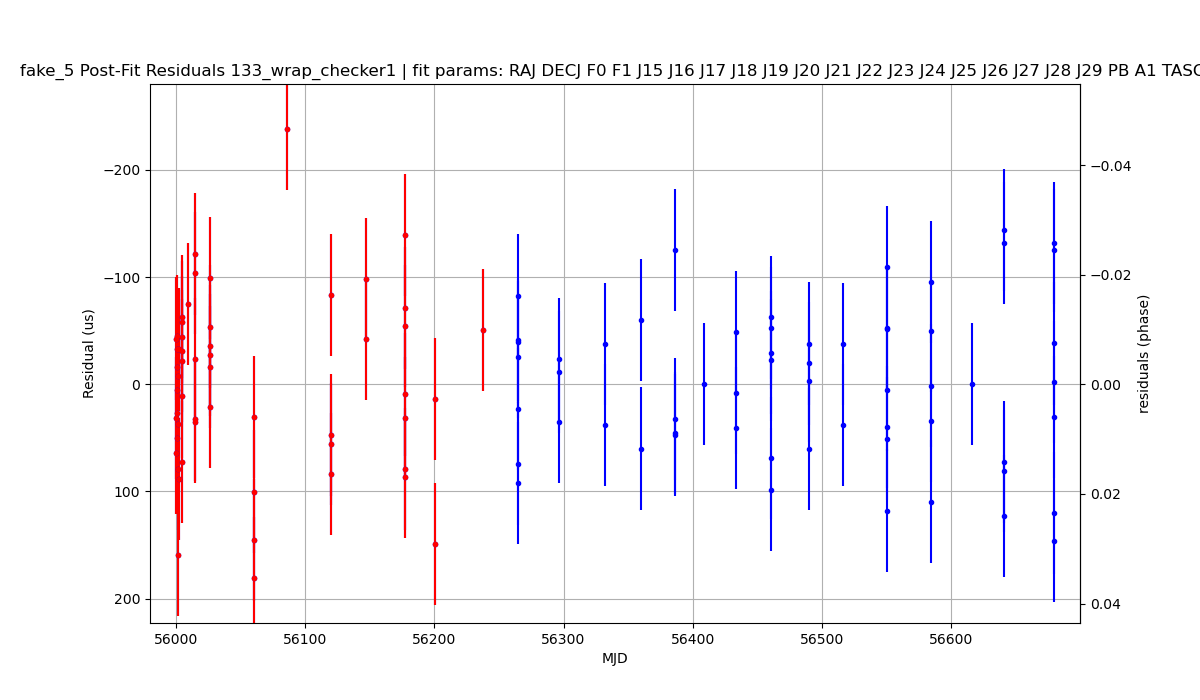 fake_5 Post-Fit Residuals 133_wrap_checker1 | fit params: RAJ DECJ F0 F1 J15 J16 J17 J18 J19 J20 J21 J22 J23 J24 J25 J26 J27 J28 J29 PB A1 TASC
−200
−100
0
100
200
Residual (us)
−0.04
−0.02
0.00
0.02
0.04
residuals (phase)
56000 56100 56200 56300 56400 56500 56600
MJD